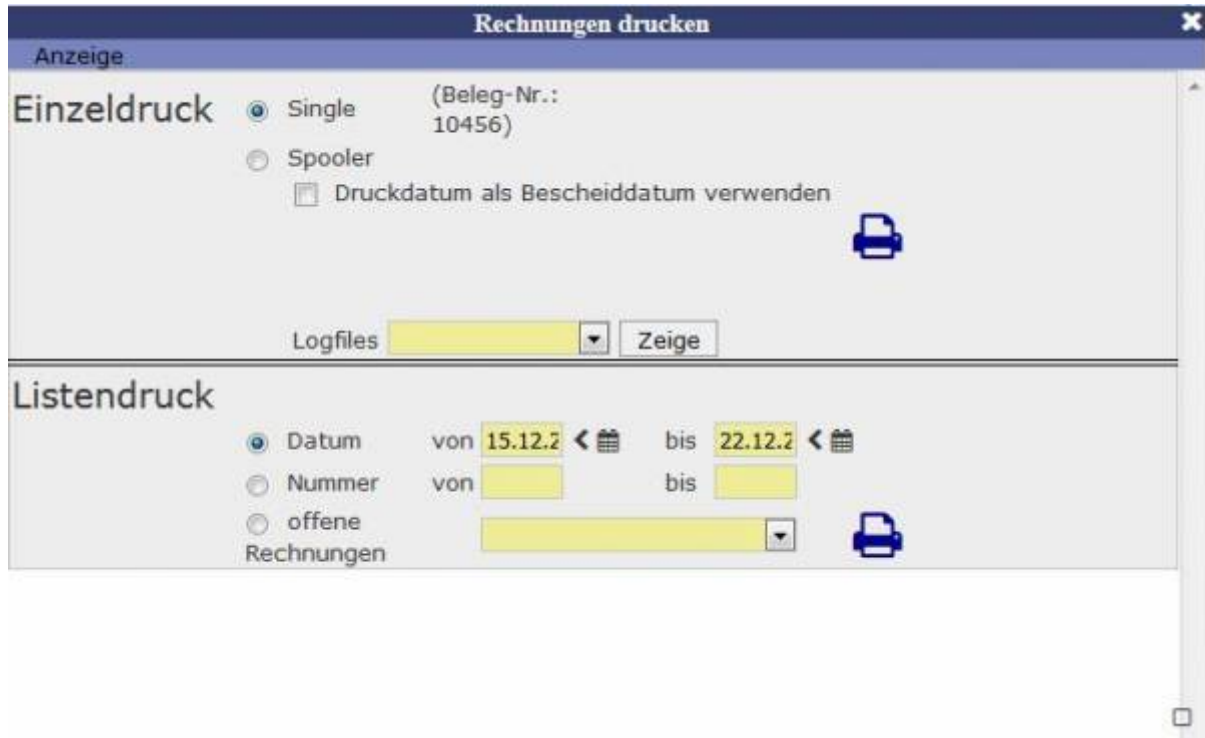 Rechnungen drucken
Anzeige
Einzeldruck Single (Beleg-Nr.:
10456)
Spooler
Druckdatum als Bescheiddatum verwenden
Logfiles Zeige
Listendruck
Datum von 15.12.2 bis 22.12.2
Nummer von bis
offene
Rechnungen